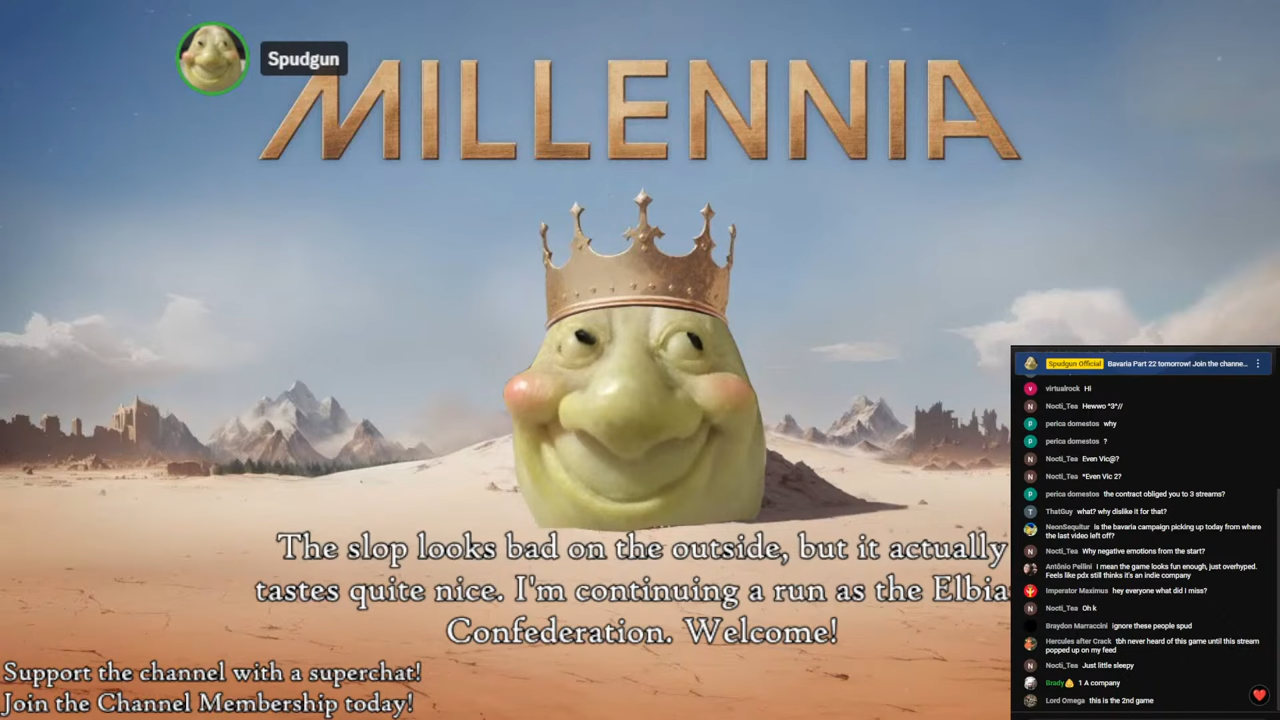 Spudgun
MILLENNIA
The slop looks bad on the outside, but it actually
tastes quite nice. I'm continuing a run as the Elbia
Confederation. Welcome!
Support the channel with a superchat!
Join the Channel Membership today!
Spudgun Official Bavaria Part 22 tomorrow! Join the channe...
virtualrock Hi
Nocti_Tea Hewwo ^3^//
perica domestos why
perica domestos ?
Nocti_Tea Even Vic@?
Nocti_Tea *Even Vic 2?
perica domestos the contract obliged you to 3 streams?
ThatGuy what? why dislike it for that?
NeonSequitur is the bavaria campaign picking up today from where
the last video left off?
Nocti_Tea Why negative emotions from the start?
Antônio Pellini I mean the game looks fun enough, just overhyped.
Feels like pdx still thinks it's an indie company
Imperator Maximus hey everyone what did I miss?
Nocti_Tea Oh k
Braydon Marraccini ignore these people spud
Hercules after Crack tbh never heard of this game until this stream
popped up on my feed
Nocti_Tea Just little sleepy
Brady 1 A company
Lord Omega this is the 2nd game